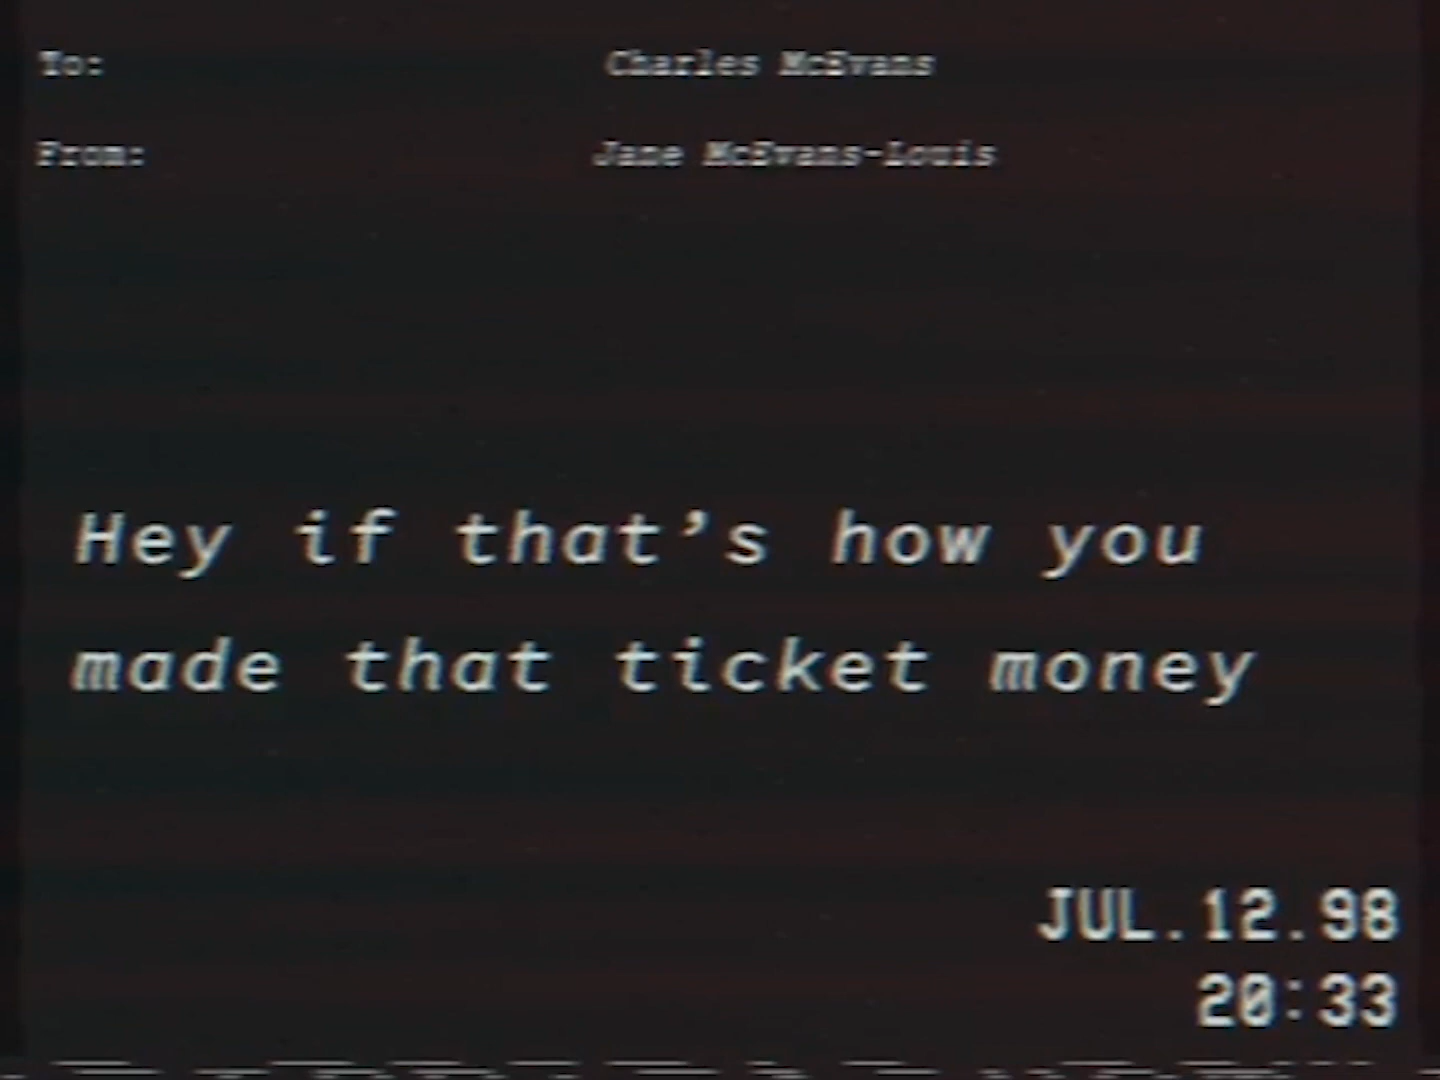 To: Charles McEvans
From: Jane McEvans-Louis
Hey if that's how you
made that ticket money
JUL.12.98
20:33